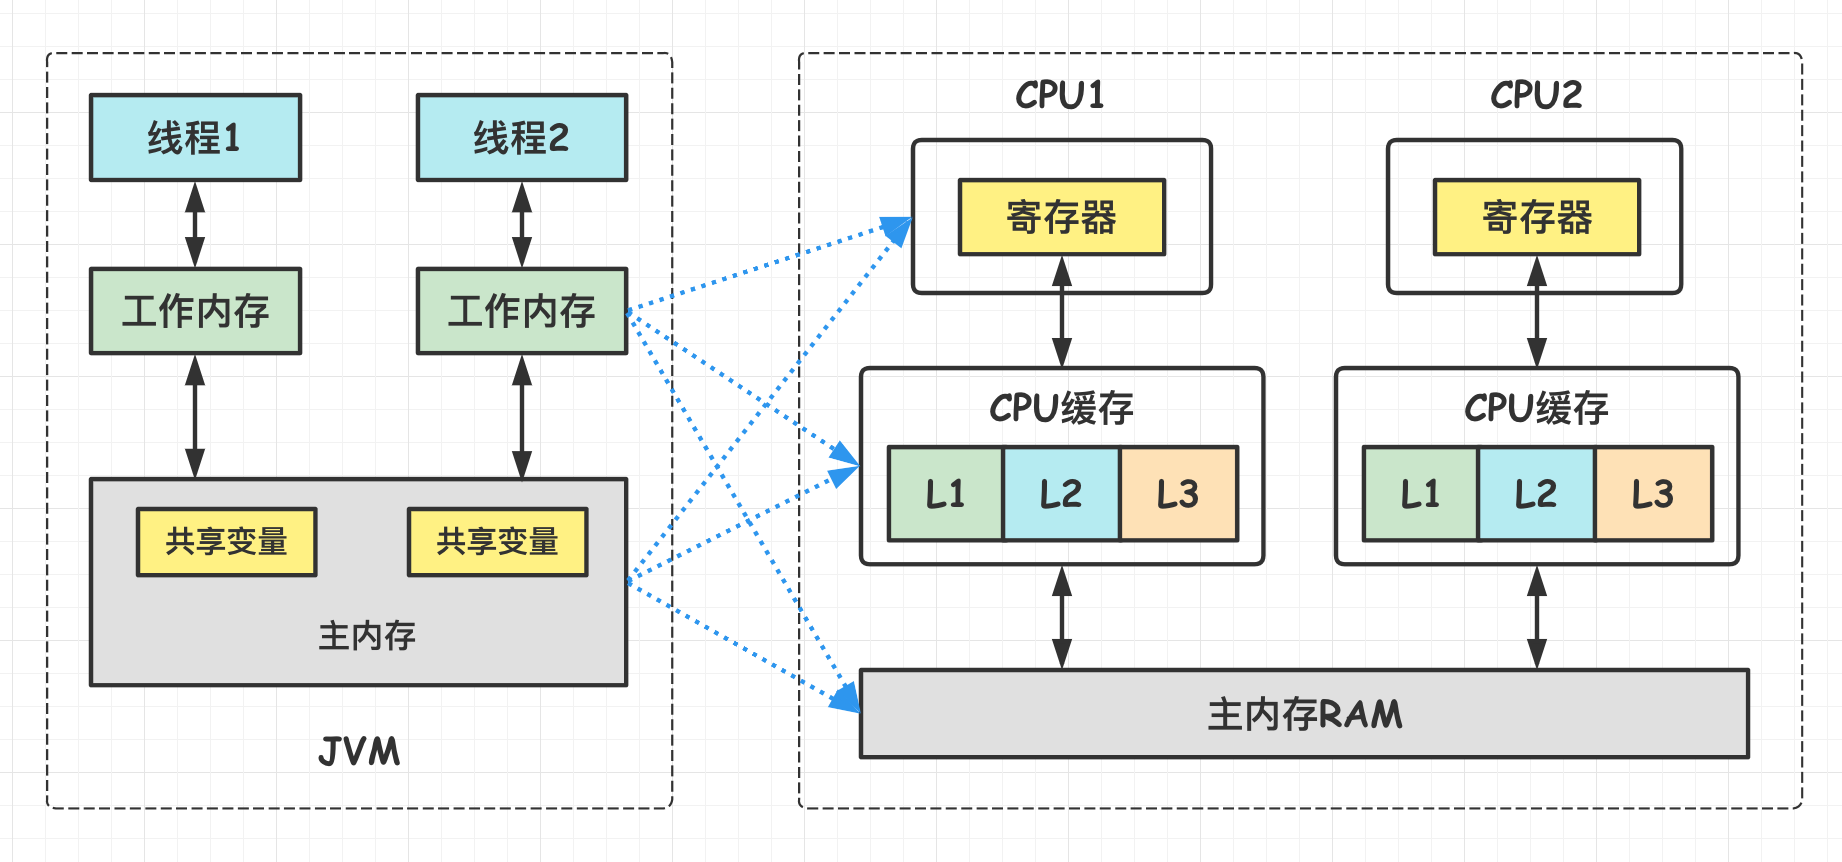 线程1
线程2
工作内存
工作内存
共享变量
共享变量
主内存
JVM
CPU1
CPU2
寄存器
寄存器
CPU缓存
L1
L2
L3
CPU缓存
L1
L2
L3
主内存RAM